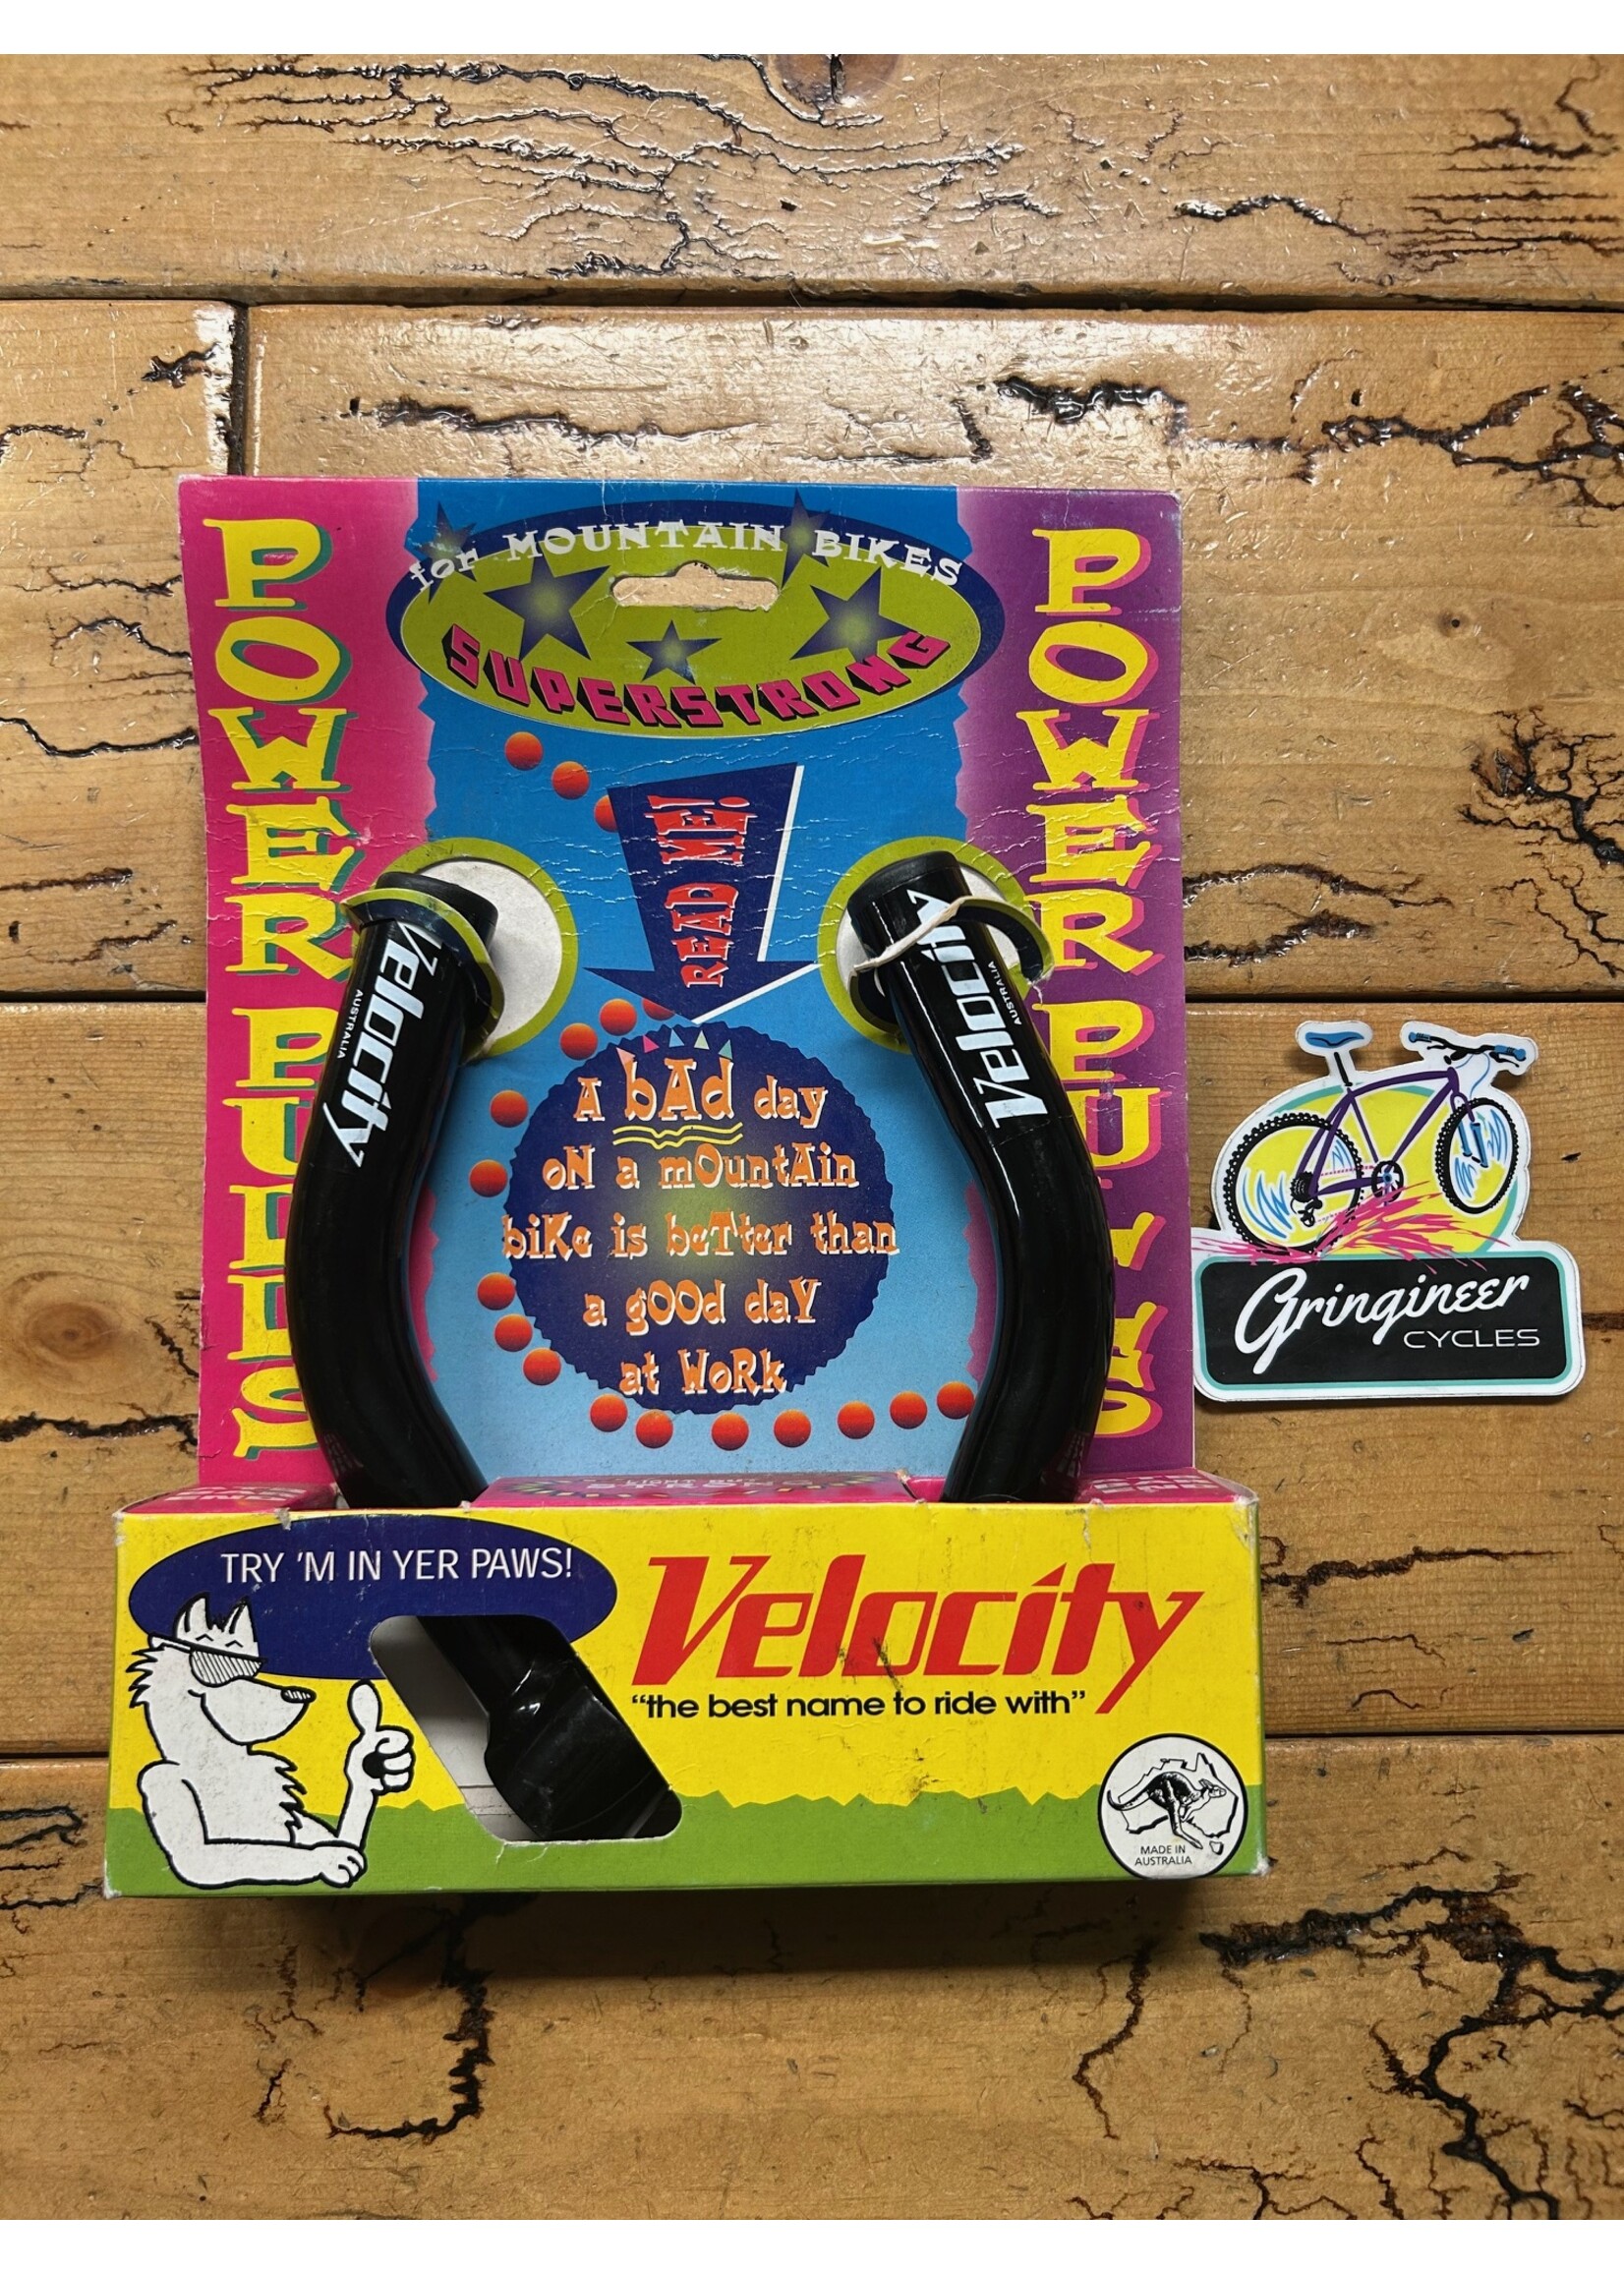 for MOUNTAIN BIKES
SUPERSTRONG
POWER PULLS
POWER PU
READ ME!
A bAd day
oN a mOuntAin
biKe is beTter than
a gOOd daY
at WoRk
Velocity
AUSTRALIA
Velocity
AUSTRALIA
Gringineer
CYCLES
TRY 'M IN YER PAWS!
Velocity
“the best name to ride with”
MADE IN
AUSTRALIA